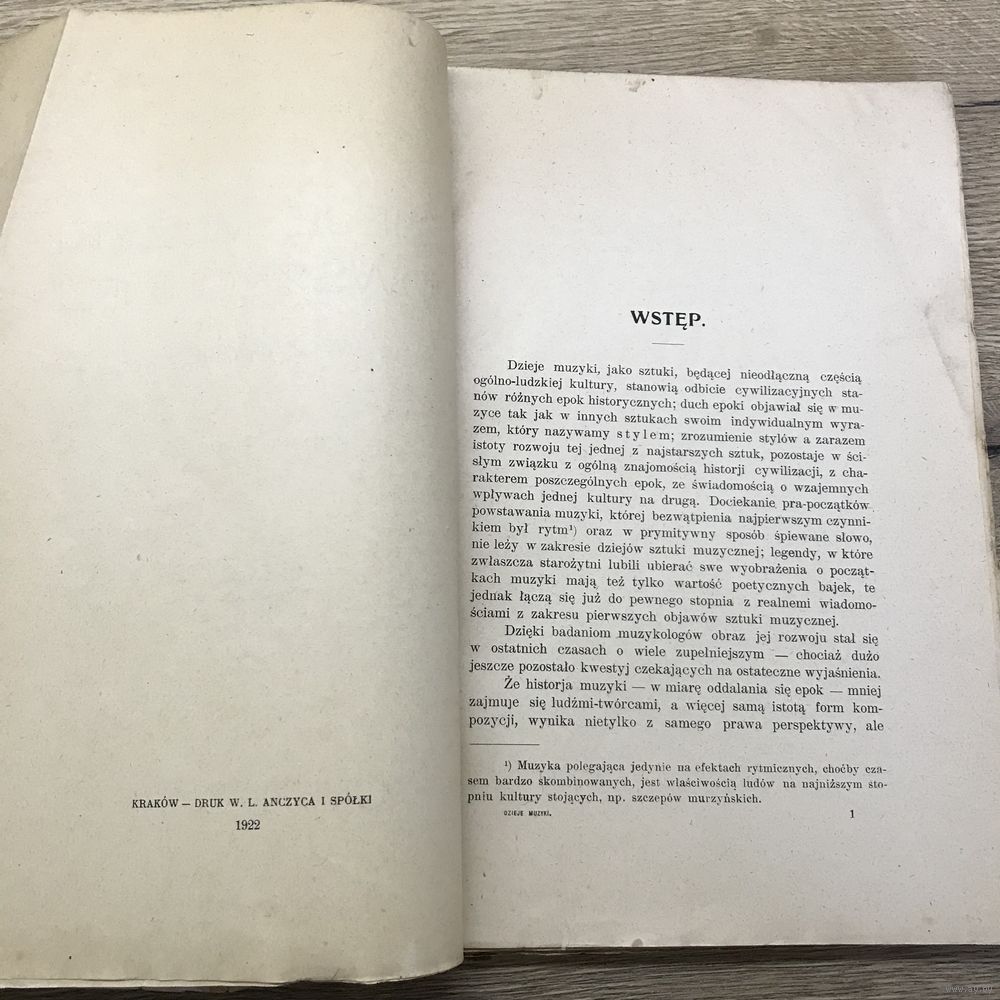 KRAKÓW — DRUK W. L. ANCZYCA I SPÓŁKI
1922
WSTĘP.
Dzieje muzyki, jako sztuki, będącej nieodłączną częścią
ogólno-ludzkiej kultury, stanowią odbicie cywilizacyjnych sta-
nów różnych epok historycznych; duch epoki objawiał się w mu-
zyce tak jak w innych sztukach swoim indywidualnym wyra-
zem, który nazywamy stylem; zrozumienie stylów a zarazem
istoty rozwoju tej jednej z najstarszych sztuk, pozostaje w ści-
słym związku z ogólną znajomością historji cywilizacji, z cha-
rakterem poszczególnych epok, ze świadomością o wzajemnych
wpływach jednej kultury na drugą. Dociekanie pra-początków
powstawania muzyki, której bezwątpienia najpierwszym czynni-
kiem był rytm¹) oraz w prymitywny sposób śpiewane słowo,
nie leży w zakresie dziejów sztuki muzycznej; legendy, w które
zwłaszcza starożytni lubili ubierać swe wyobrażenia o począt-
kach muzyki mają też tylko wartość poetycznych bajek, te
jednak łączą się już do pewnego stopnia z realnemi wiadomo-
ściami z zakresu pierwszych objawów sztuki muzycznej.
Dzięki badaniom muzykologów obraz jej rozwoju stał się
w ostatnich czasach o wiele zupełniejszym — chociaż dużo
jeszcze pozostało kwestyj czekających na ostateczne wyjaśnienia.
Że historja muzyki — w miarę oddalania się epok — mniej
zajmuje się ludźmi-twórcami, a więcej samą istotą form kom-
pozycji, wynika nietylko z samego prawa perspektywy, ale
¹) Muzyka polegająca jedynie na efektach rytmicznych, choćby cza-
sem bardzo skombinowanych, jest właściwością ludów na najniższym sto-
pniu kultury stojących, np. szczepów murzyńskich.
DZIEJE MUZYKI. 1
www.ay.by